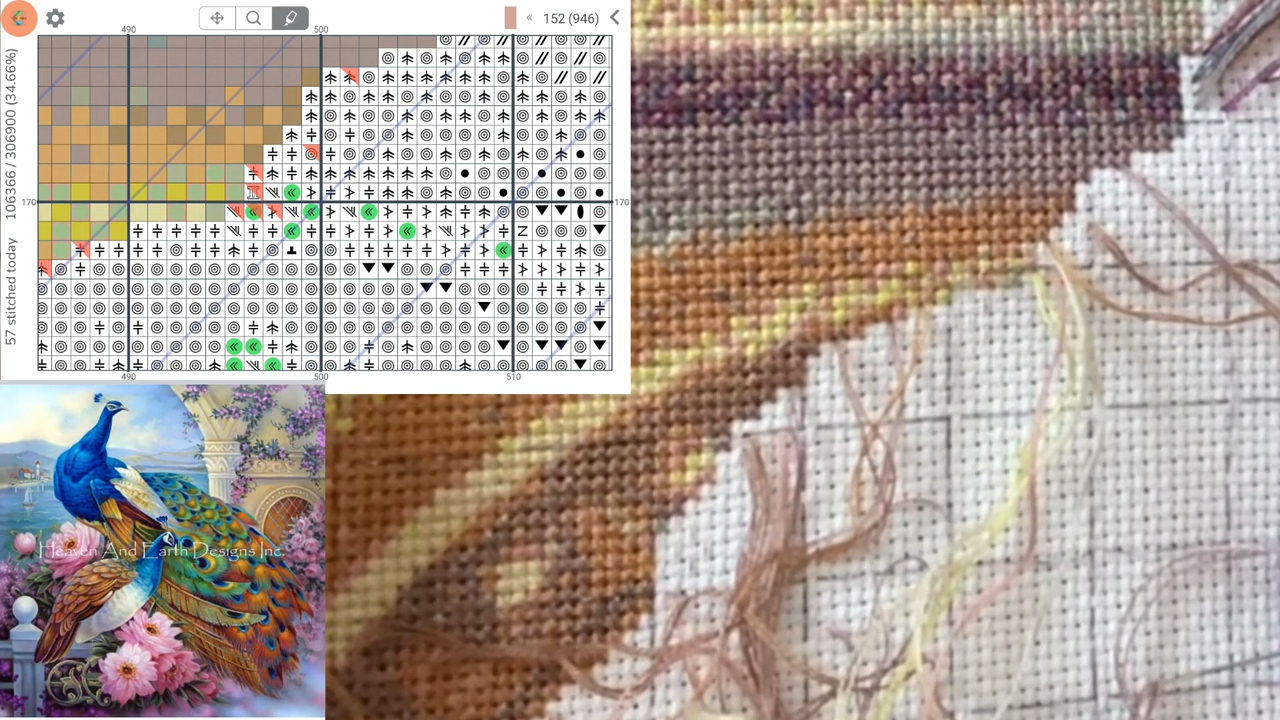 « 152 (946)
490 500
57 stitched today 106366 / 306900 (34.66%)
170 170
490 500 510
Heaven And Earth Designs Inc.